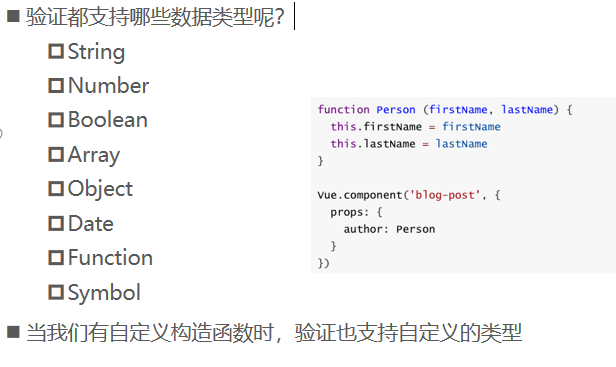 验证都支持哪些数据类型呢？
String
Number
Boolean
Array
Object
Date
Function
Symbol
function Person (firstName, lastName) {
  this.firstName = firstName
  this.lastName = lastName
}
Vue.component('blog-post', {
  props: {
    author: Person
  }
})
当我们有自定义构造函数时，验证也支持自定义的类型